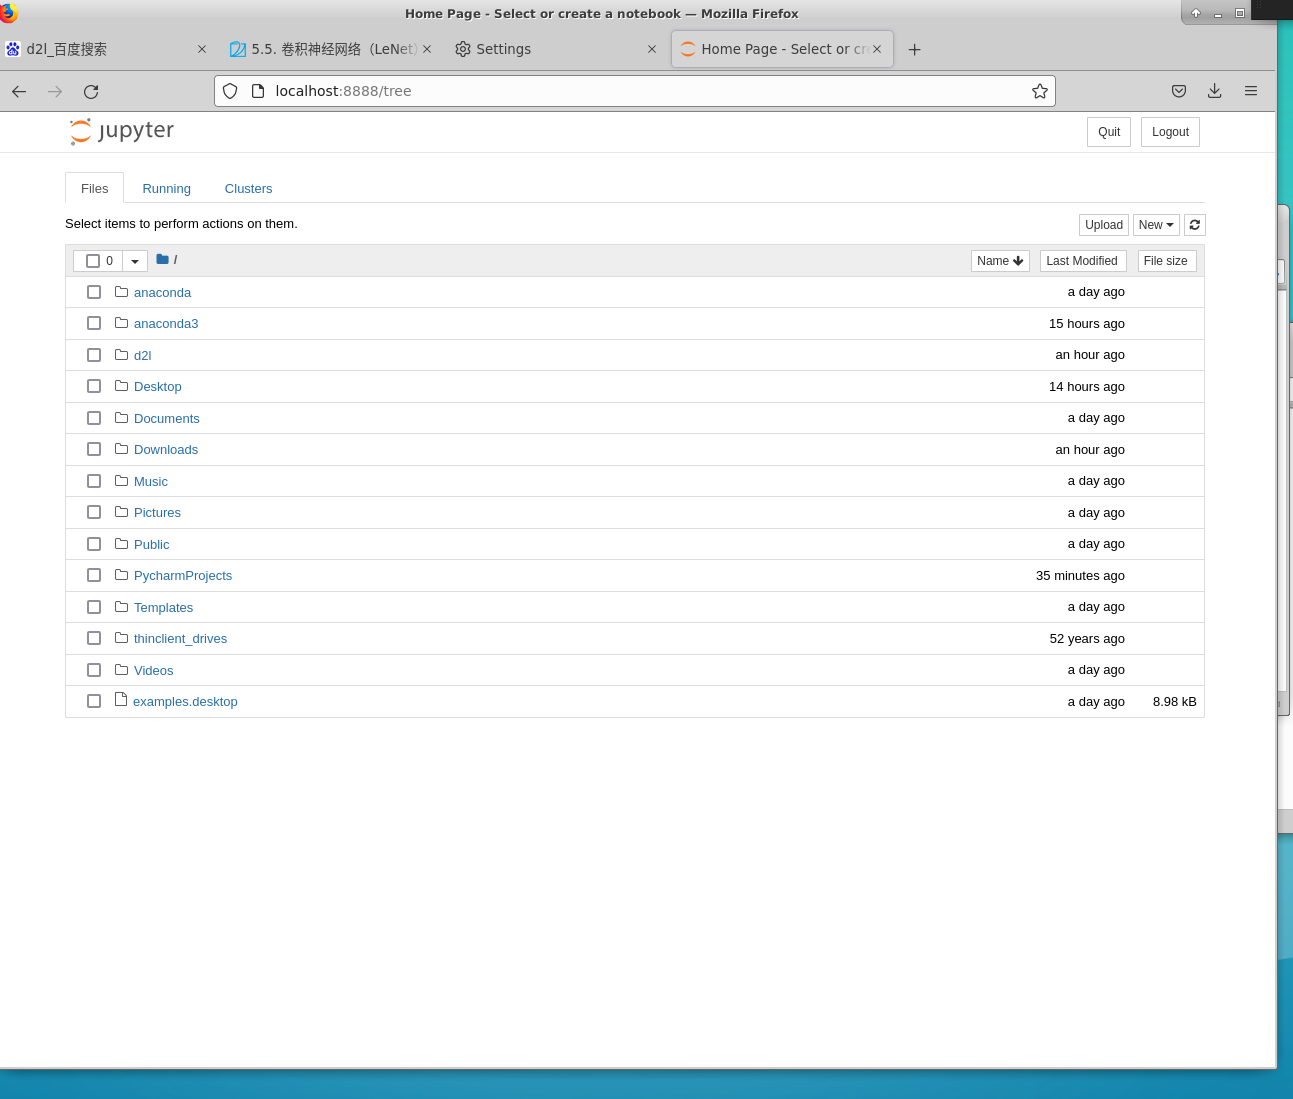 Home Page - Select or create a notebook — Mozilla Firefox
d2l_百度搜索
5.5. 卷积神经网络（LeNet）
Settings
Home Page - Select or cr
localhost:8888/tree
jupyter
Quit
Logout
Files
Running
Clusters
Select items to perform actions on them.
Upload
New
0
/
Name
Last Modified
File size
anaconda
a day ago
anaconda3
15 hours ago
d2l
an hour ago
Desktop
14 hours ago
Documents
a day ago
Downloads
an hour ago
Music
a day ago
Pictures
a day ago
Public
a day ago
PycharmProjects
35 minutes ago
Templates
a day ago
thinclient_drives
52 years ago
Videos
a day ago
examples.desktop
a day ago
8.98 kB